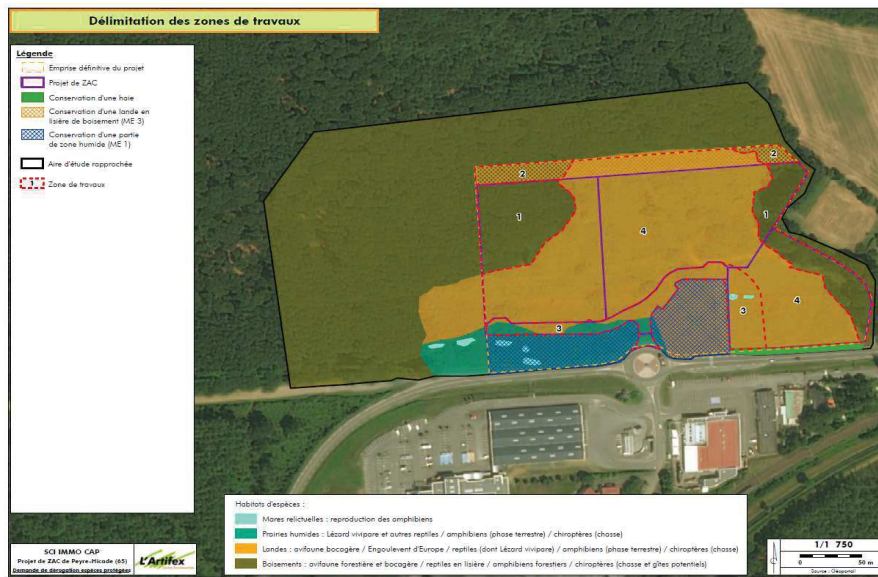 Délimitation des zones de travaux
Légende
Emprise définitive du projet
Projet de ZAC
Conservation d'une haie
Conservation d'une lande en
lisière de boisement (ME 3)
Conservation d'une partie
de zone humide (ME 1)
Aire d'étude rapprochée
1 Zone de travaux
2
2
1
1
4
4
3
3
Habitats d'espèces :
Mares relictuelles : reproduction des amphibiens
Prairies humides : Lézard vivipare et autres reptiles / amphibiens (phase terrestre) / chiroptères (chasse)
Landes : avifaune bocagère / Engoulevent d'Europe / reptiles (dont Lézard vivipare) / amphibiens (phase terrestre) / chiroptères (chasse)
Boisements : avifaune forestière et bocagère / reptiles en lisière / amphibiens forestiers / chiroptères (chasse et gîtes potentiels)
SCI IMMO CAP
Projet de ZAC de Peyre-Hicade (65)
Demande de dérogation espèces protégées
L'Artifex
1/1 750
0 50 m
Source : Géoportail